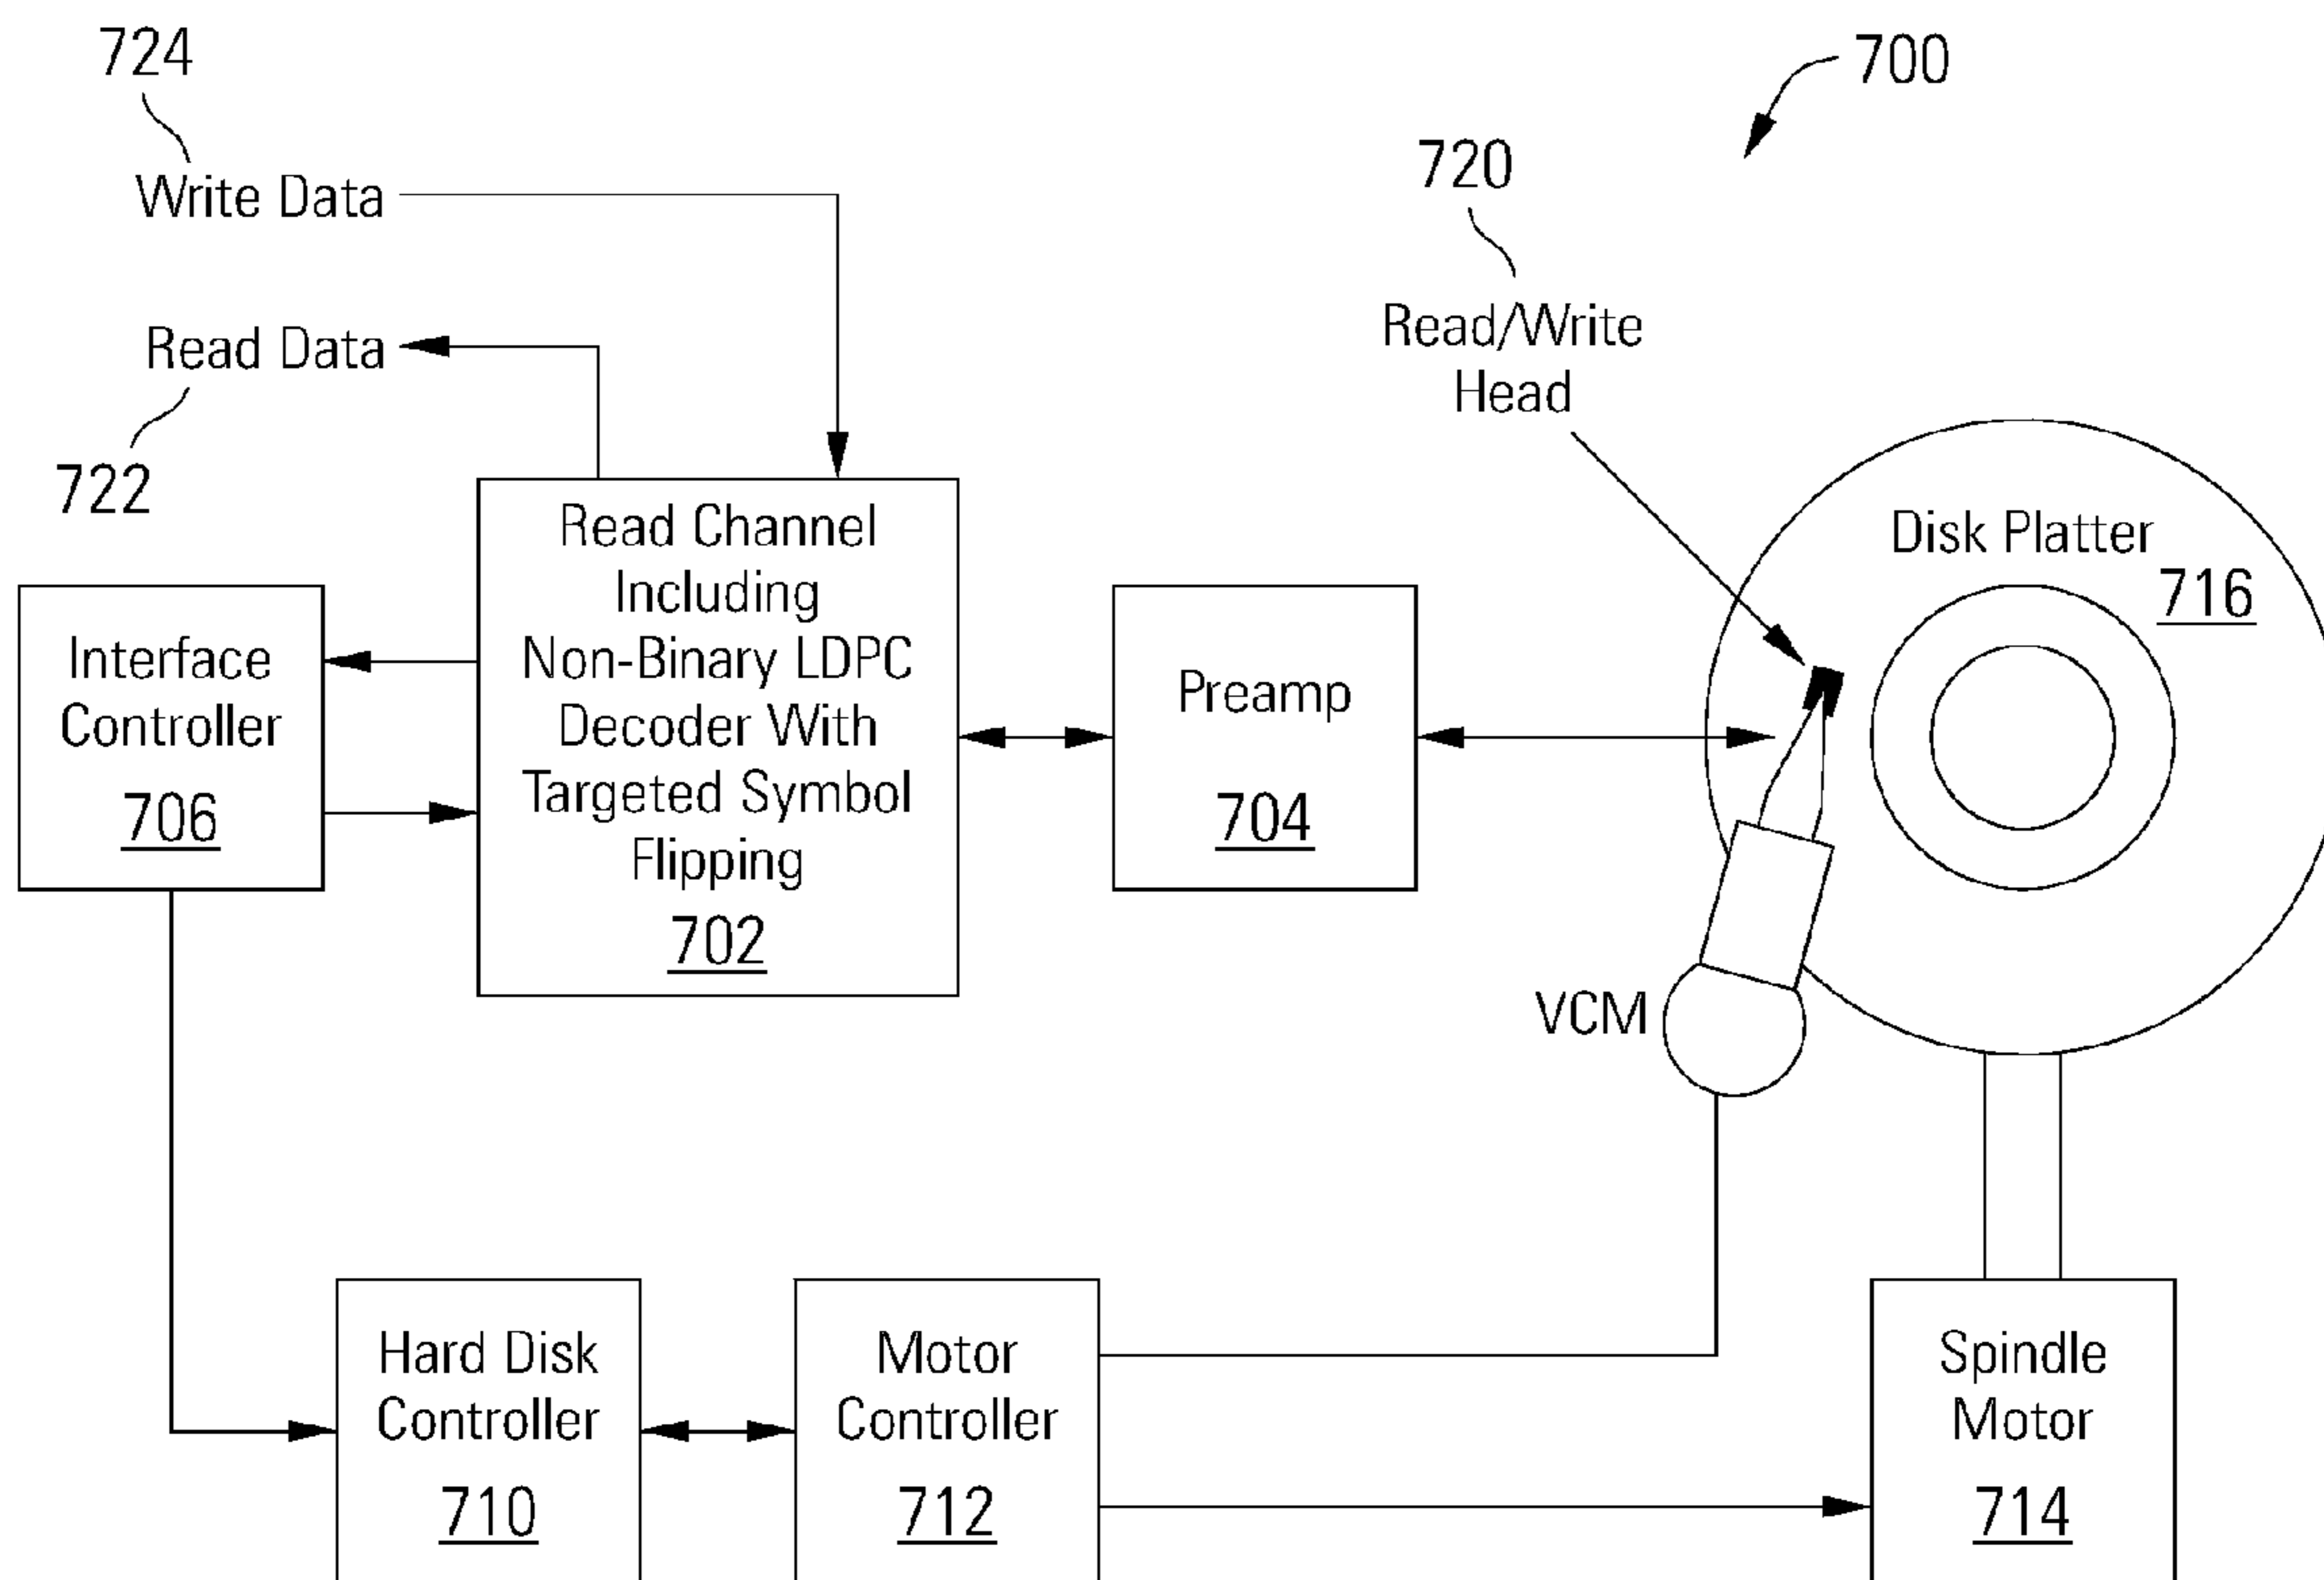 724
Write Data
Read Data
722
700
720
Read/Write
Head
Disk Platter
716
Read Channel
Including
Non-Binary LDPC
Decoder With
Targeted Symbol
Flipping
702
Interface
Controller
706
Preamp
704
VCM
Hard Disk
Controller
710
Motor
Controller
712
Spindle
Motor
714